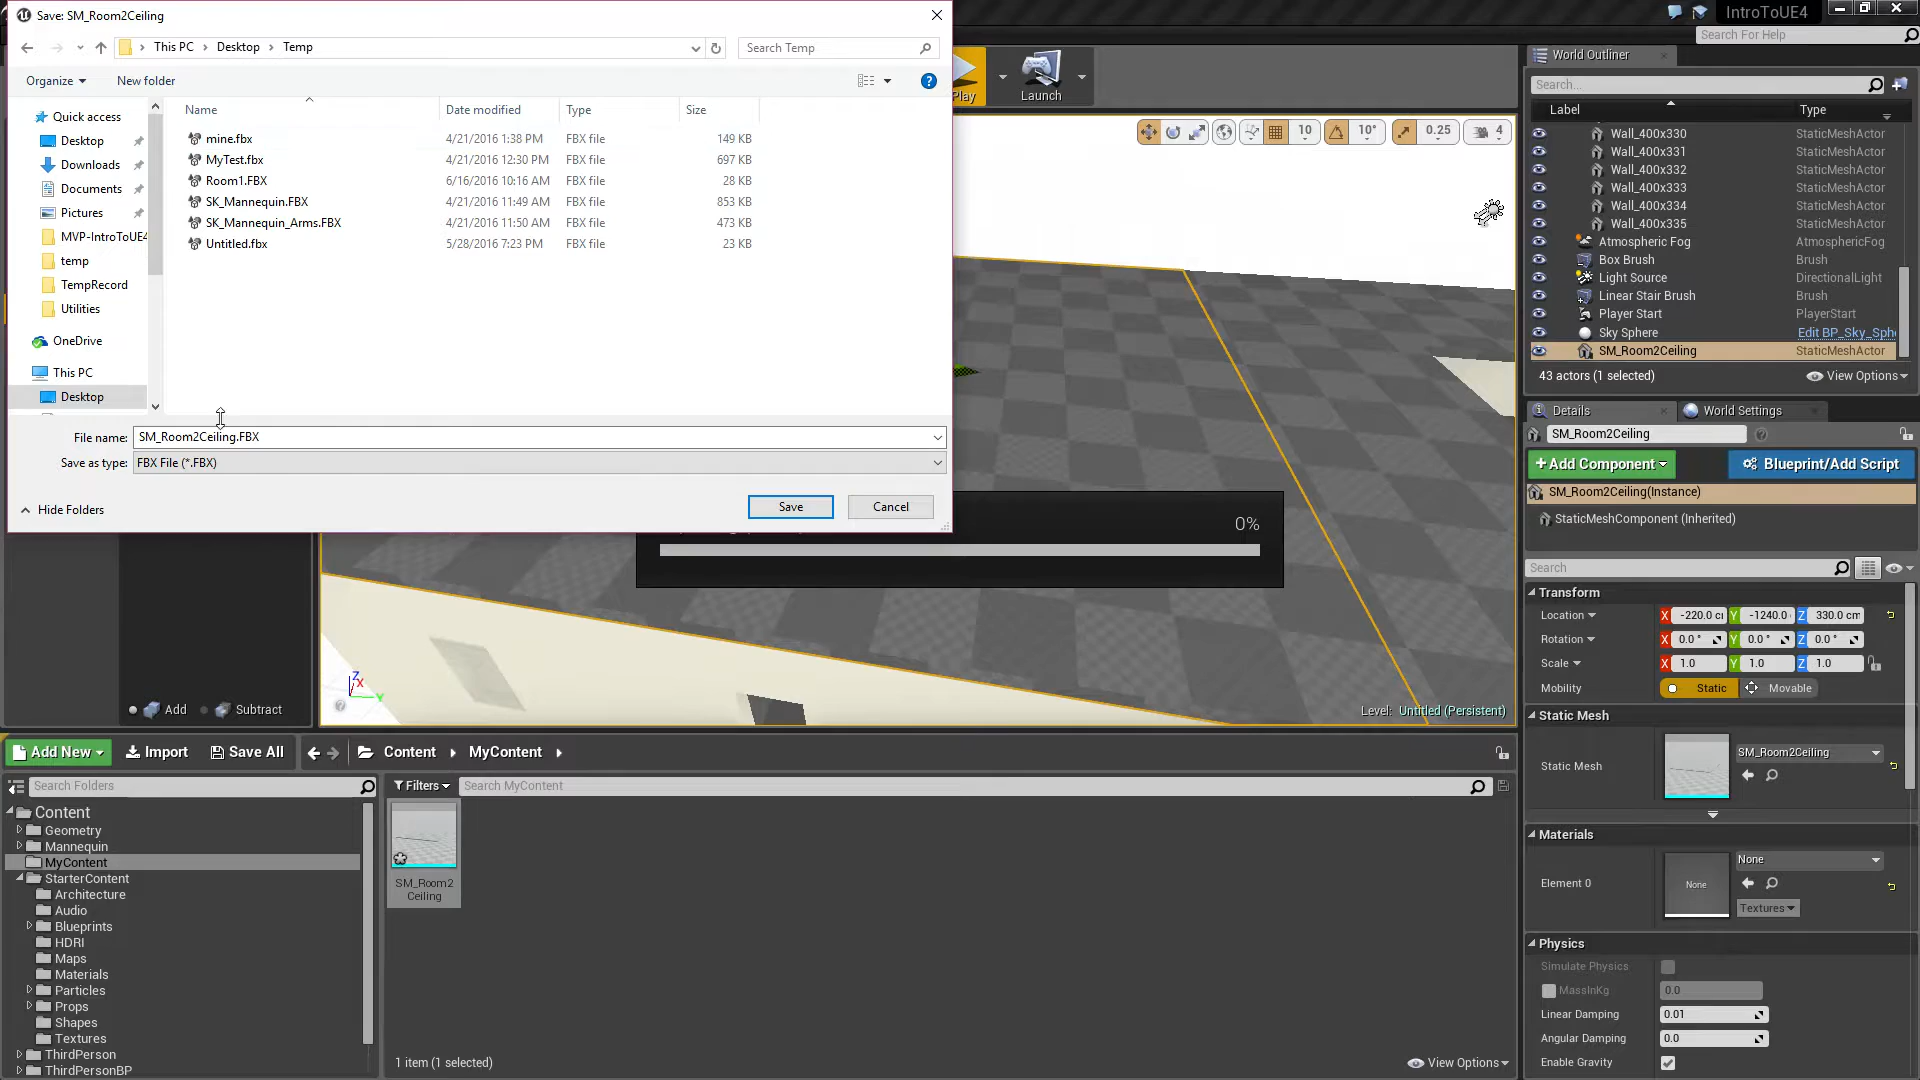 Save: SM_Room2Ceiling
This PC
Desktop
Temp
Search Temp
Organize
New folder
Quick access
Desktop
Downloads
Documents
Pictures
MVP-IntroToUE4
temp
TempRecord
Utilities
OneDrive
This PC
Desktop
Name Date modified Type Size
mine.fbx 4/21/2016 1:38 PM FBX file 149 KB
MyTest.fbx 4/21/2016 12:30 PM FBX file 697 KB
Room1.FBX 6/16/2016 10:16 AM FBX file 28 KB
SK_Mannequin.FBX 4/21/2016 11:49 AM FBX file 853 KB
SK_Mannequin_Arms.FBX 4/21/2016 11:50 AM FBX file 473 KB
Untitled.fbx 5/28/2016 7:23 PM FBX file 23 KB
File name: SM_Room2Ceiling.FBX
Save as type: FBX File (*.FBX)
Hide Folders
Save
Cancel
Play
Launch
10
10°
0.25
4
0%
Z
X
Y
Level: Untitled (Persistent)
Add
Subtract
IntroToUE4
Search For Help
World Outliner
Search...
Label Type
Wall_400x330 StaticMeshActor
Wall_400x331 StaticMeshActor
Wall_400x332 StaticMeshActor
Wall_400x333 StaticMeshActor
Wall_400x334 StaticMeshActor
Wall_400x335 StaticMeshActor
Atmospheric Fog AtmosphericFog
Box Brush Brush
Light Source DirectionalLight
Linear Stair Brush Brush
Player Start PlayerStart
Sky Sphere Edit BP_Sky_Sph
SM_Room2Ceiling StaticMeshActor
43 actors (1 selected)
View Options
Details
World Settings
SM_Room2Ceiling
+Add Component
Blueprint/Add Script
SM_Room2Ceiling(Instance)
StaticMeshComponent (Inherited)
Search
Transform
Location X -220.0 c Y -1240.0 Z 330.0 cm
Rotation X 0.0° Y 0.0° Z 0.0°
Scale X 1.0 Y 1.0 Z 1.0
Mobility Static Movable
Static Mesh
Static Mesh SM_Room2Ceiling
Materials
Element 0 None None
Textures
Physics
Simulate Physics
MassInKg 0.0
Linear Damping 0.01
Angular Damping 0.0
Enable Gravity
Add New
Import
Save All
Content
MyContent
Search Folders
Filters
Search MyContent
Content
Geometry
Mannequin
MyContent
StarterContent
Architecture
Audio
Blueprints
HDRI
Maps
Materials
Particles
Props
Shapes
Textures
ThirdPerson
ThirdPersonBP
SM_Room2
Ceiling
1 item (1 selected)
View Options